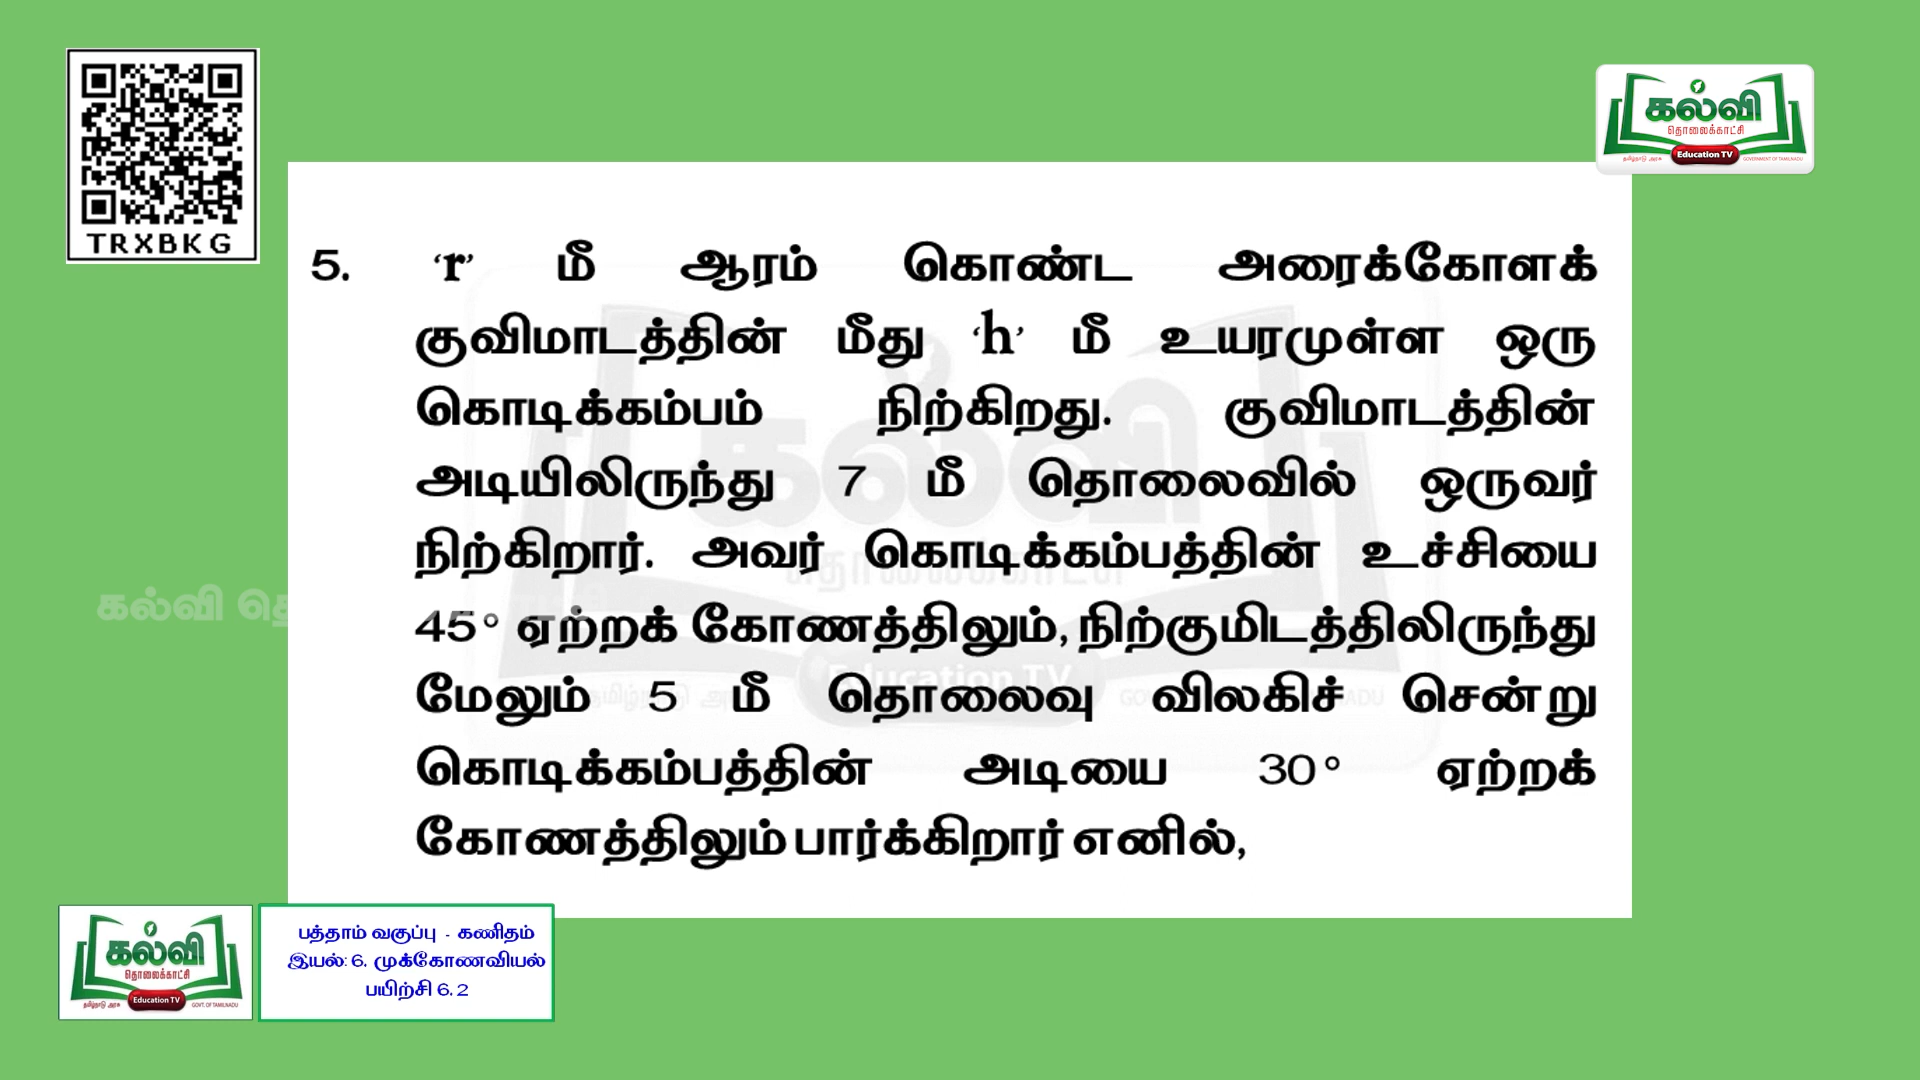 TRXBKG
கல்வி
தொலைக்காட்சி
Education TV
5. ‘r’ மீ ஆரம் கொண்ட அரைக்கோளக்
குவிமாடத்தின் மீது ‘h’ மீ உயரமுள்ள ஒரு
கொடிக்கம்பம் நிற்கிறது. குவிமாடத்தின்
அடியிலிருந்து 7 மீ தொலைவில் ஒருவர்
நிற்கிறார். அவர் கொடிக்கம்பத்தின் உச்சியை
45° ஏற்றக் கோணத்திலும், நிற்குமிடத்திலிருந்து
மேலும் 5 மீ தொலைவு விலகிச் சென்று
கொடிக்கம்பத்தின் அடியை 30° ஏற்றக்
கோணத்திலும் பார்க்கிறார் எனில்,
கல்வி
தொலைக்காட்சி
Education TV
பத்தாம் வகுப்பு - கணிதம்
இயல்: 6. முக்கோணவியல்
பயிற்சி 6.2